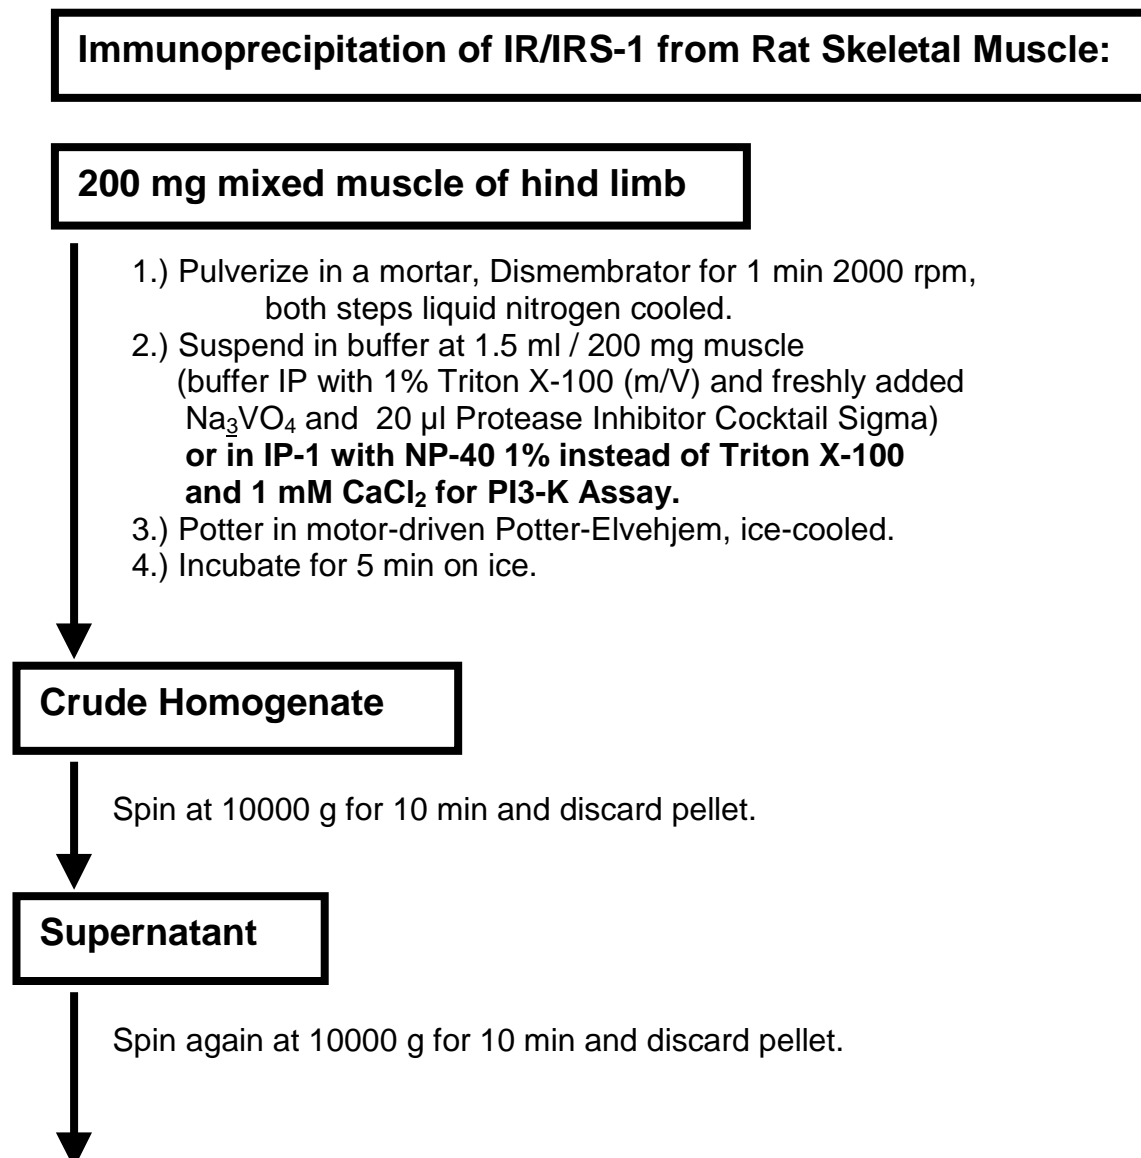 Immunoprecipitation of IR/IRS-1 from Rat Skeletal Muscle:
200 mg mixed muscle of hind limb
1.) Pulverize in a mortar, Dismembrator for 1 min 2000 rpm,
both steps liquid nitrogen cooled.
2.) Suspend in buffer at 1.5 ml / 200 mg muscle
(buffer IP with 1% Triton X-100 (m/V) and freshly added
Na₃VO₄ and 20 µl Protease Inhibitor Cocktail Sigma)
or in IP-1 with NP-40 1% instead of Triton X-100
and 1 mM CaCl₂ for PI3-K Assay.
3.) Potter in motor-driven Potter-Elvehjem, ice-cooled.
4.) Incubate for 5 min on ice.
Crude Homogenate
Spin at 10000 g for 10 min and discard pellet.
Supernatant
Spin again at 10000 g for 10 min and discard pellet.